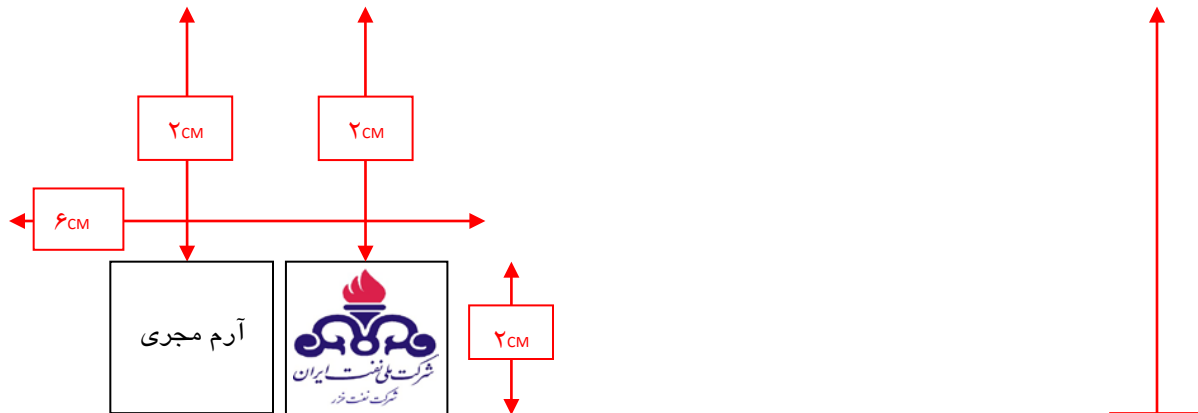 ۲CM
۲CM
۶CM
آرم مجری
شرکت ملی نفت ایران
شرکت نفت خزر
۲CM